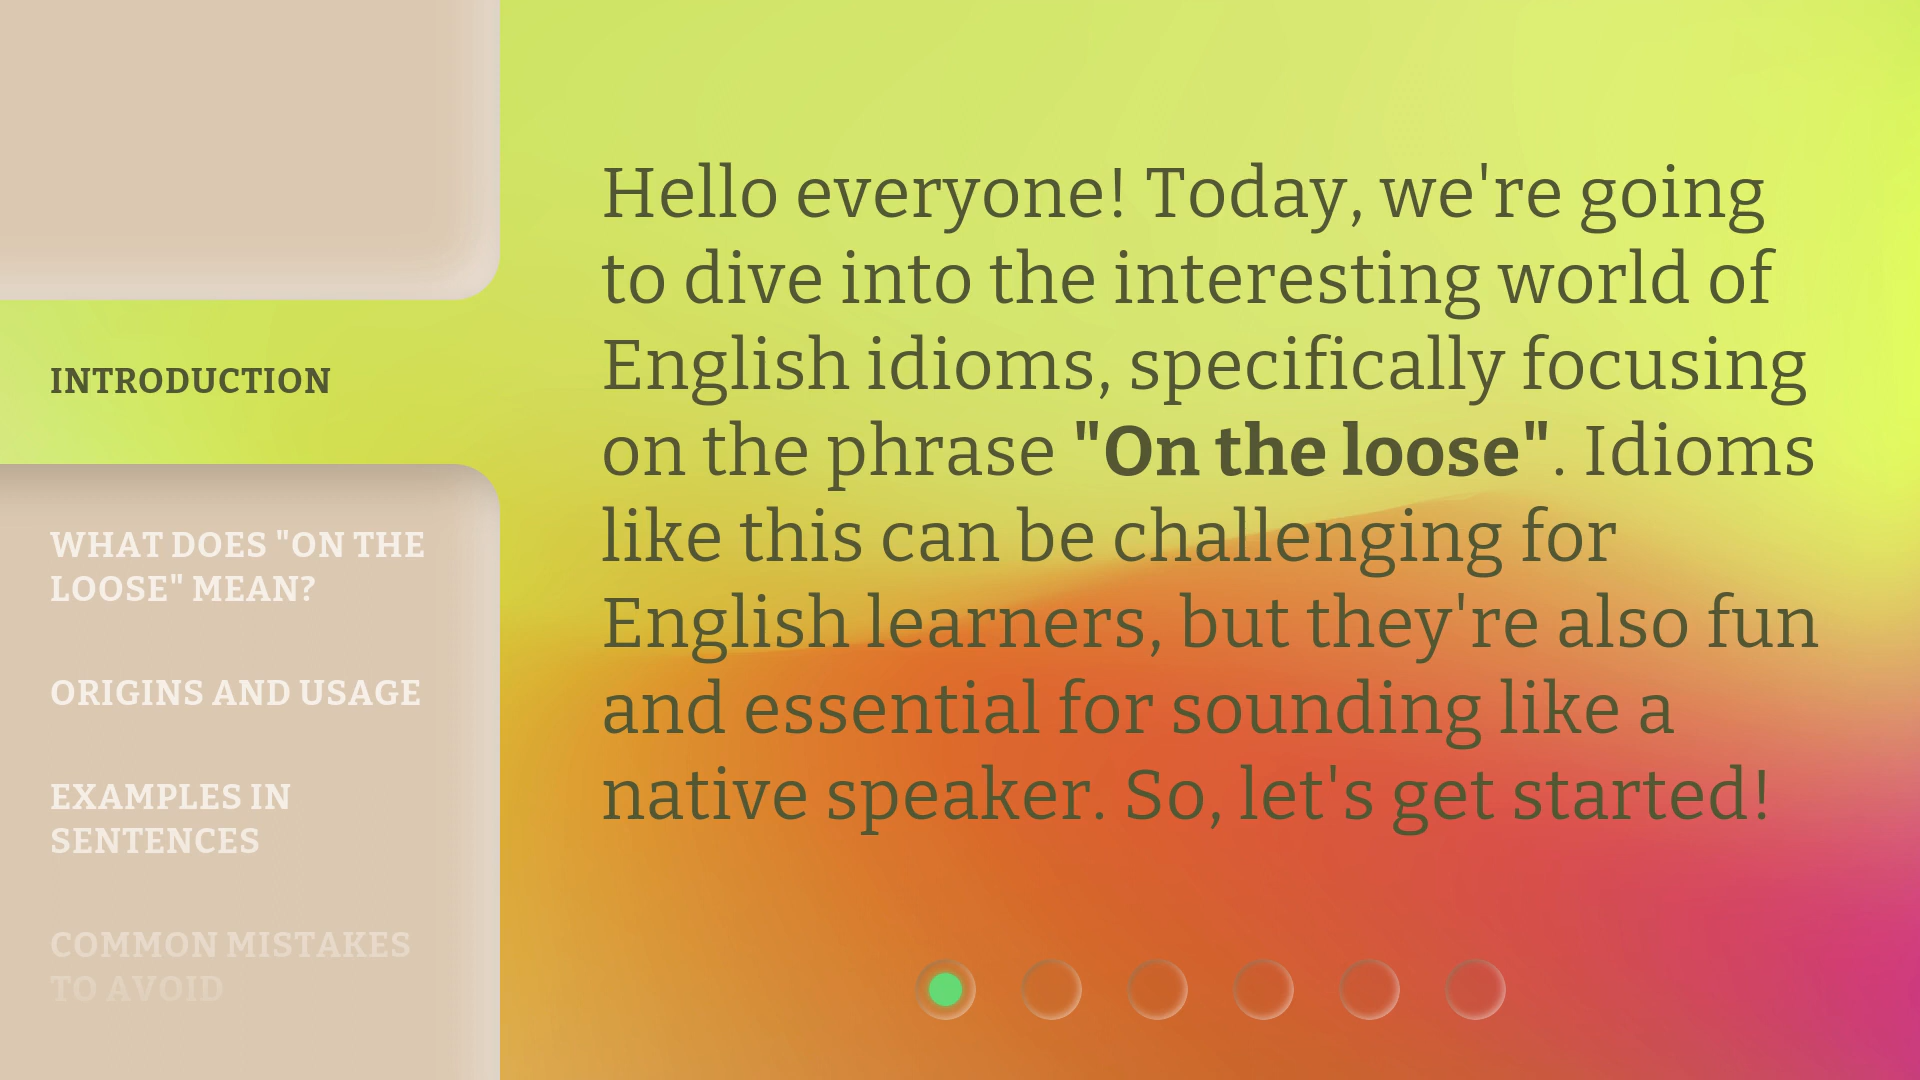 INTRODUCTION
WHAT DOES "ON THE
LOOSE" MEAN?
ORIGINS AND USAGE
EXAMPLES IN
SENTENCES
COMMON MISTAKES
TO AVOID
Hello everyone! Today, we're going
to dive into the interesting world of
English idioms, specifically focusing
on the phrase "On the loose". Idioms
like this can be challenging for
English learners, but they're also fun
and essential for sounding like a
native speaker. So, let's get started!